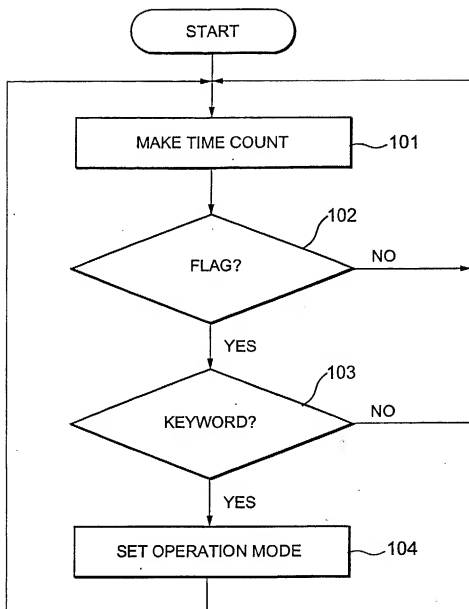 START
MAKE TIME COUNT
101
102
FLAG?
NO
YES
103
KEYWORD?
NO
YES
SET OPERATION MODE
104